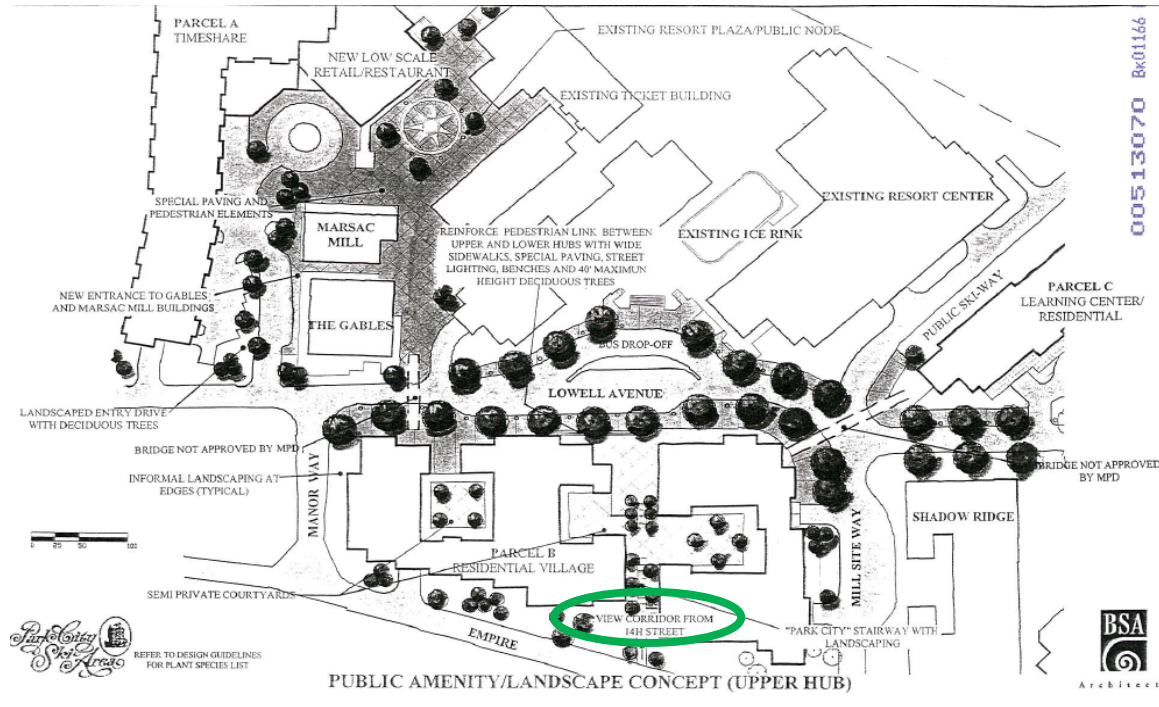 PARCEL A
TIMESHARE
NEW LOW SCALE
RETAIL/RESTAURANT
EXISTING RESORT PLAZA/PUBLIC NODE
EXISTING TICKET BUILDING
00513070 BK01166
SPECIAL PAVING AND
PEDESTRIAN ELEMENTS
MARSAC
MILL
REINFORCE PEDESTRIAN LINK BETWEEN
UPPER AND LOWER HUBS WITH WIDE
SIDEWALKS, SPECIAL PAVING, STREET
LIGHTING, BENCHES AND 40' MAXIMUN
HEIGHT DECIDUOUS TREES
EXISTING ICE RINK
EXISTING RESORT CENTER
PUBLIC SKI-WAY
PARCEL C
LEARNING CENTER/
RESIDENTIAL
NEW ENTRANCE TO GABLES
AND MARSAC MILL BUILDINGS
THE GABLES
BUS DROP-OFF
LOWELL AVENUE
LANDSCAPED ENTRY DRIVE
WITH DECIDUOUS TREES
BRIDGE NOT APPROVED BY MPD
BRIDGE NOT APPROVED
BY MPD
INFORMAL LANDSCAPING AT
EDGES (TYPICAL)
MANOR WAY
SHADOW RIDGE
MILL SITE WAY
0 25 50 100
PARCEL B
RESIDENTIAL VILLAGE
SEMI PRIVATE COURTYARDS
VIEW CORRIDOR FROM
14H STREET
EMPIRE
"PARK CITY" STAIRWAY WITH
LANDSCAPING
Park City
Ski Area
REFER TO DESIGN GUIDELINES
FOR PLANT SPECIES LIST
BSA
Architect
PUBLIC AMENITY/LANDSCAPE CONCEPT (UPPER HUB)